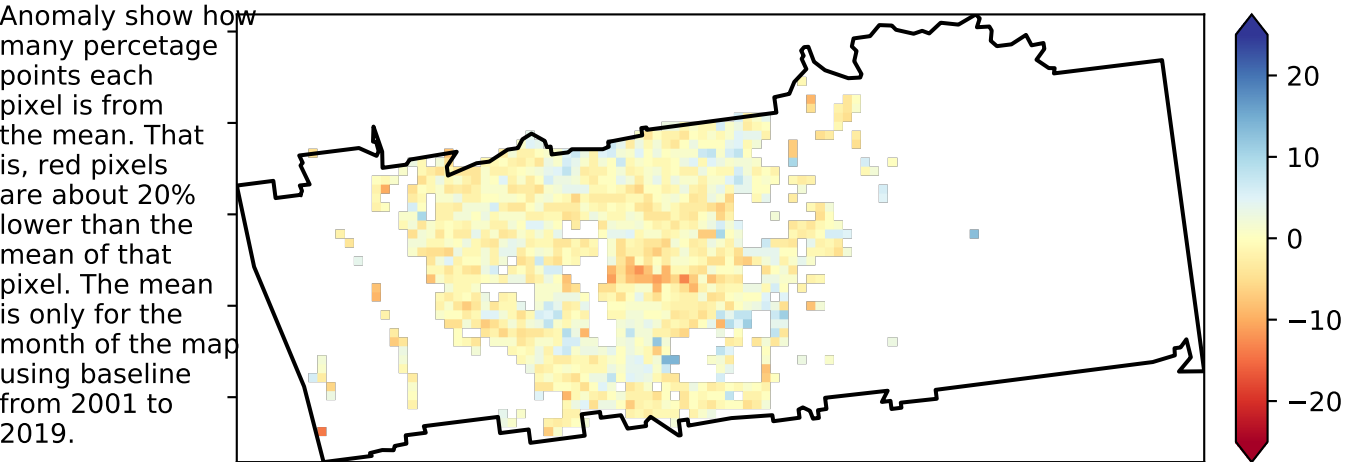 Anomaly show how
many percetage
points each
pixel is from
the mean. That
is, red pixels
are about 20%
lower than the
mean of that
pixel. The mean
is only for the
month of the map
using baseline
from 2001 to
2019.
20
10
0
−10
−20